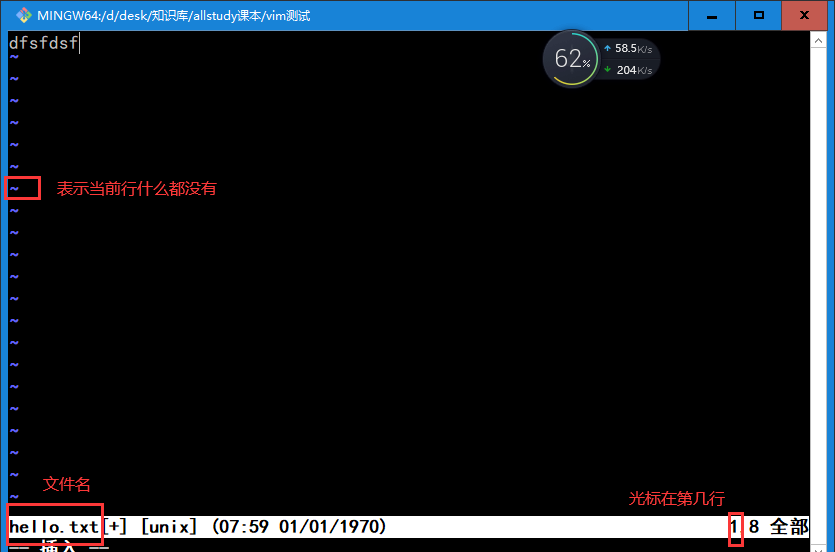 MINGW64:/d/desk/知识库/allstudy课本/vim测试
dfsfdsf
62%
58.5K/s
204K/s
~
~
~
~
~
~
~ 表示当前行什么都没有
~
~
~
~
~
~
~
~
~
~
~
~
~
~ 文件名
~ 光标在第几行
hello.txt[+] [unix] (07:59 01/01/1970) 1,8 全部
-- 插入 --